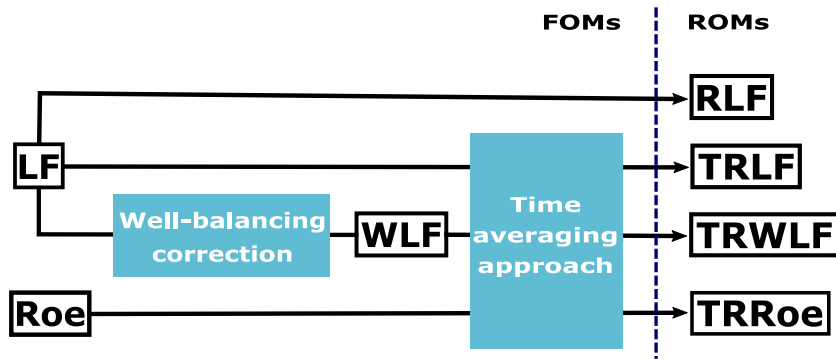 FOMs
ROMs
RLF
LF
TRLF
Well-balancing
correction
WLF
Time
averaging
approach
TRWLF
Roe
TRRoe